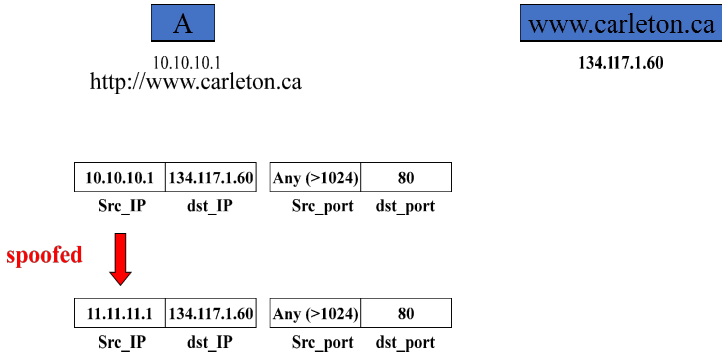 A www.carleton.ca
10.10.10.1 134.117.1.60
http://www.carleton.ca
10.10.10.1 134.117.1.60 Any (>1024) 80
Src_IP dst_IP Src_port dst_port
spoofed
11.11.11.1 134.117.1.60 Any (>1024) 80
Src_IP dst_IP Src_port dst_port